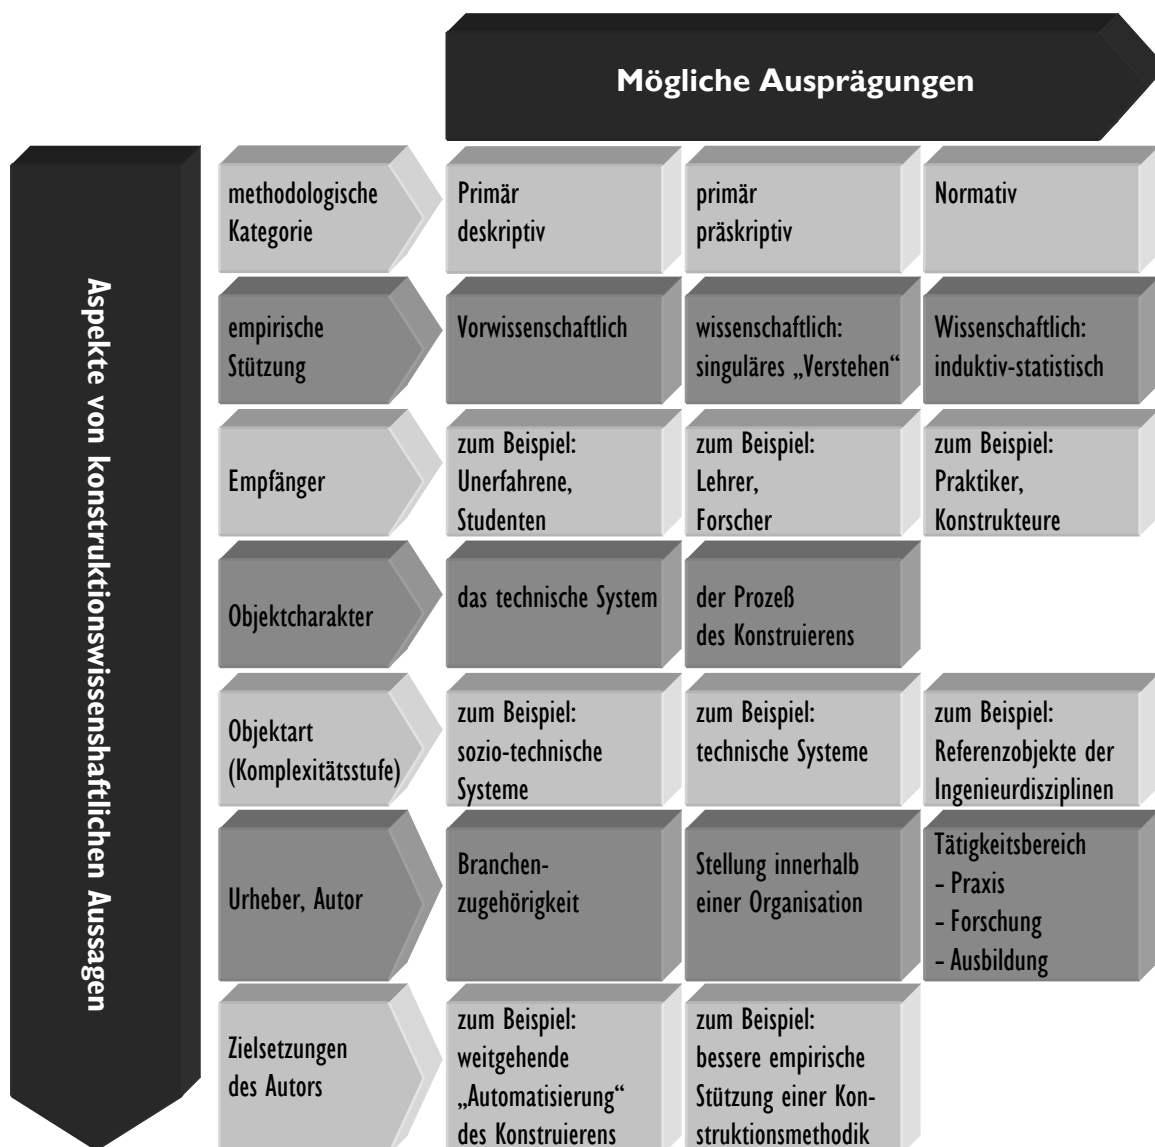 Mögliche Ausprägungen
Aspekte von konstruktionswissenshaftlichen Aussagen
methodologische
Kategorie
Primär
deskriptiv
primär
präskriptiv
Normativ
empirische
Stützung
Vorwissenschaftlich
wissenschaftlich:
singuläres „Verstehen“
Wissenschaftlich:
induktiv-statistisch
Empfänger
zum Beispiel:
Unerfahrene,
Studenten
zum Beispiel:
Lehrer,
Forscher
zum Beispiel:
Praktiker,
Konstrukteure
Objektcharakter
das technische System
der Prozeß
des Konstruierens
Objektart
(Komplexitätsstufe)
zum Beispiel:
sozio-technische
Systeme
zum Beispiel:
technische Systeme
zum Beispiel:
Referenzobjekte der
Ingenieurdisziplinen
Urheber, Autor
Branchen-
zugehörigkeit
Stellung innerhalb
einer Organisation
Tätigkeitsbereich
– Praxis
– Forschung
– Ausbildung
Zielsetzungen
des Autors
zum Beispiel:
weitgehende
„Automatisierung“
des Konstruierens
zum Beispiel:
bessere empirische
Stützung einer Kon-
struktionsmethodik